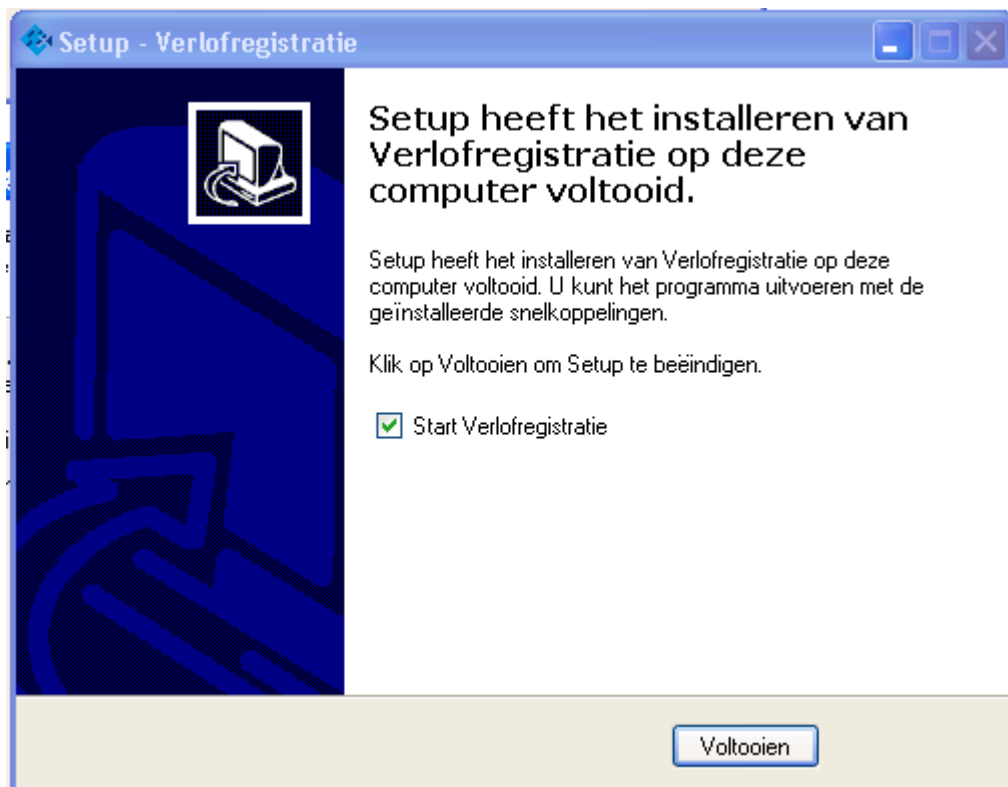 Setup - Verlofregistratie
Setup heeft het installeren van
Verlofregistratie op deze
computer voltooid.
Setup heeft het installeren van Verlofregistratie op deze
computer voltooid. U kunt het programma uitvoeren met de
geïnstalleerde snelkoppelingen.
Klik op Voltooien om Setup te beëindigen.
Start Verlofregistratie
Voltooien